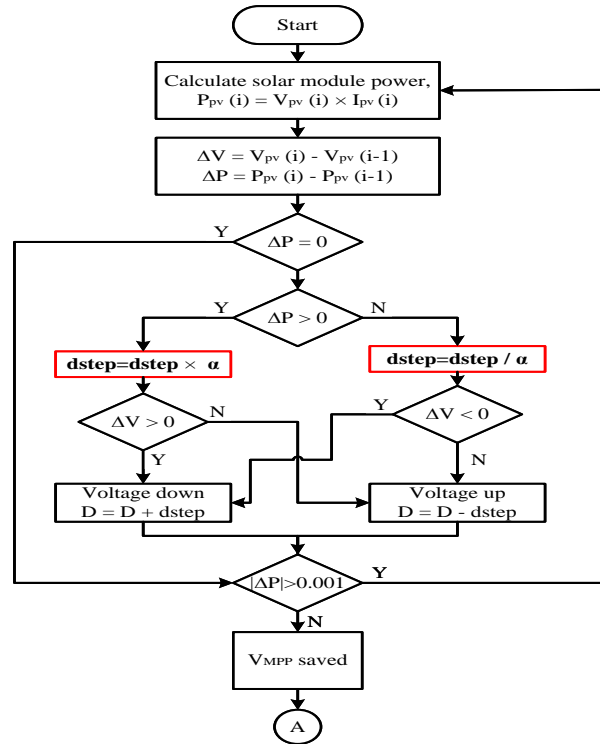 Start
Calculate solar module power,
Ppv (i) = Vpv (i) × Ipv (i)
ΔV = Vpv (i) - Vpv (i-1)
ΔP = Ppv (i) - Ppv (i-1)
Y
ΔP = 0
Y
ΔP > 0
N
dstep=dstep × α
dstep=dstep / α
ΔV > 0
N
Y
ΔV < 0
Y
N
Voltage down
D = D + dstep
Voltage up
D = D - dstep
|ΔP|>0.001
Y
N
VMPP saved
A